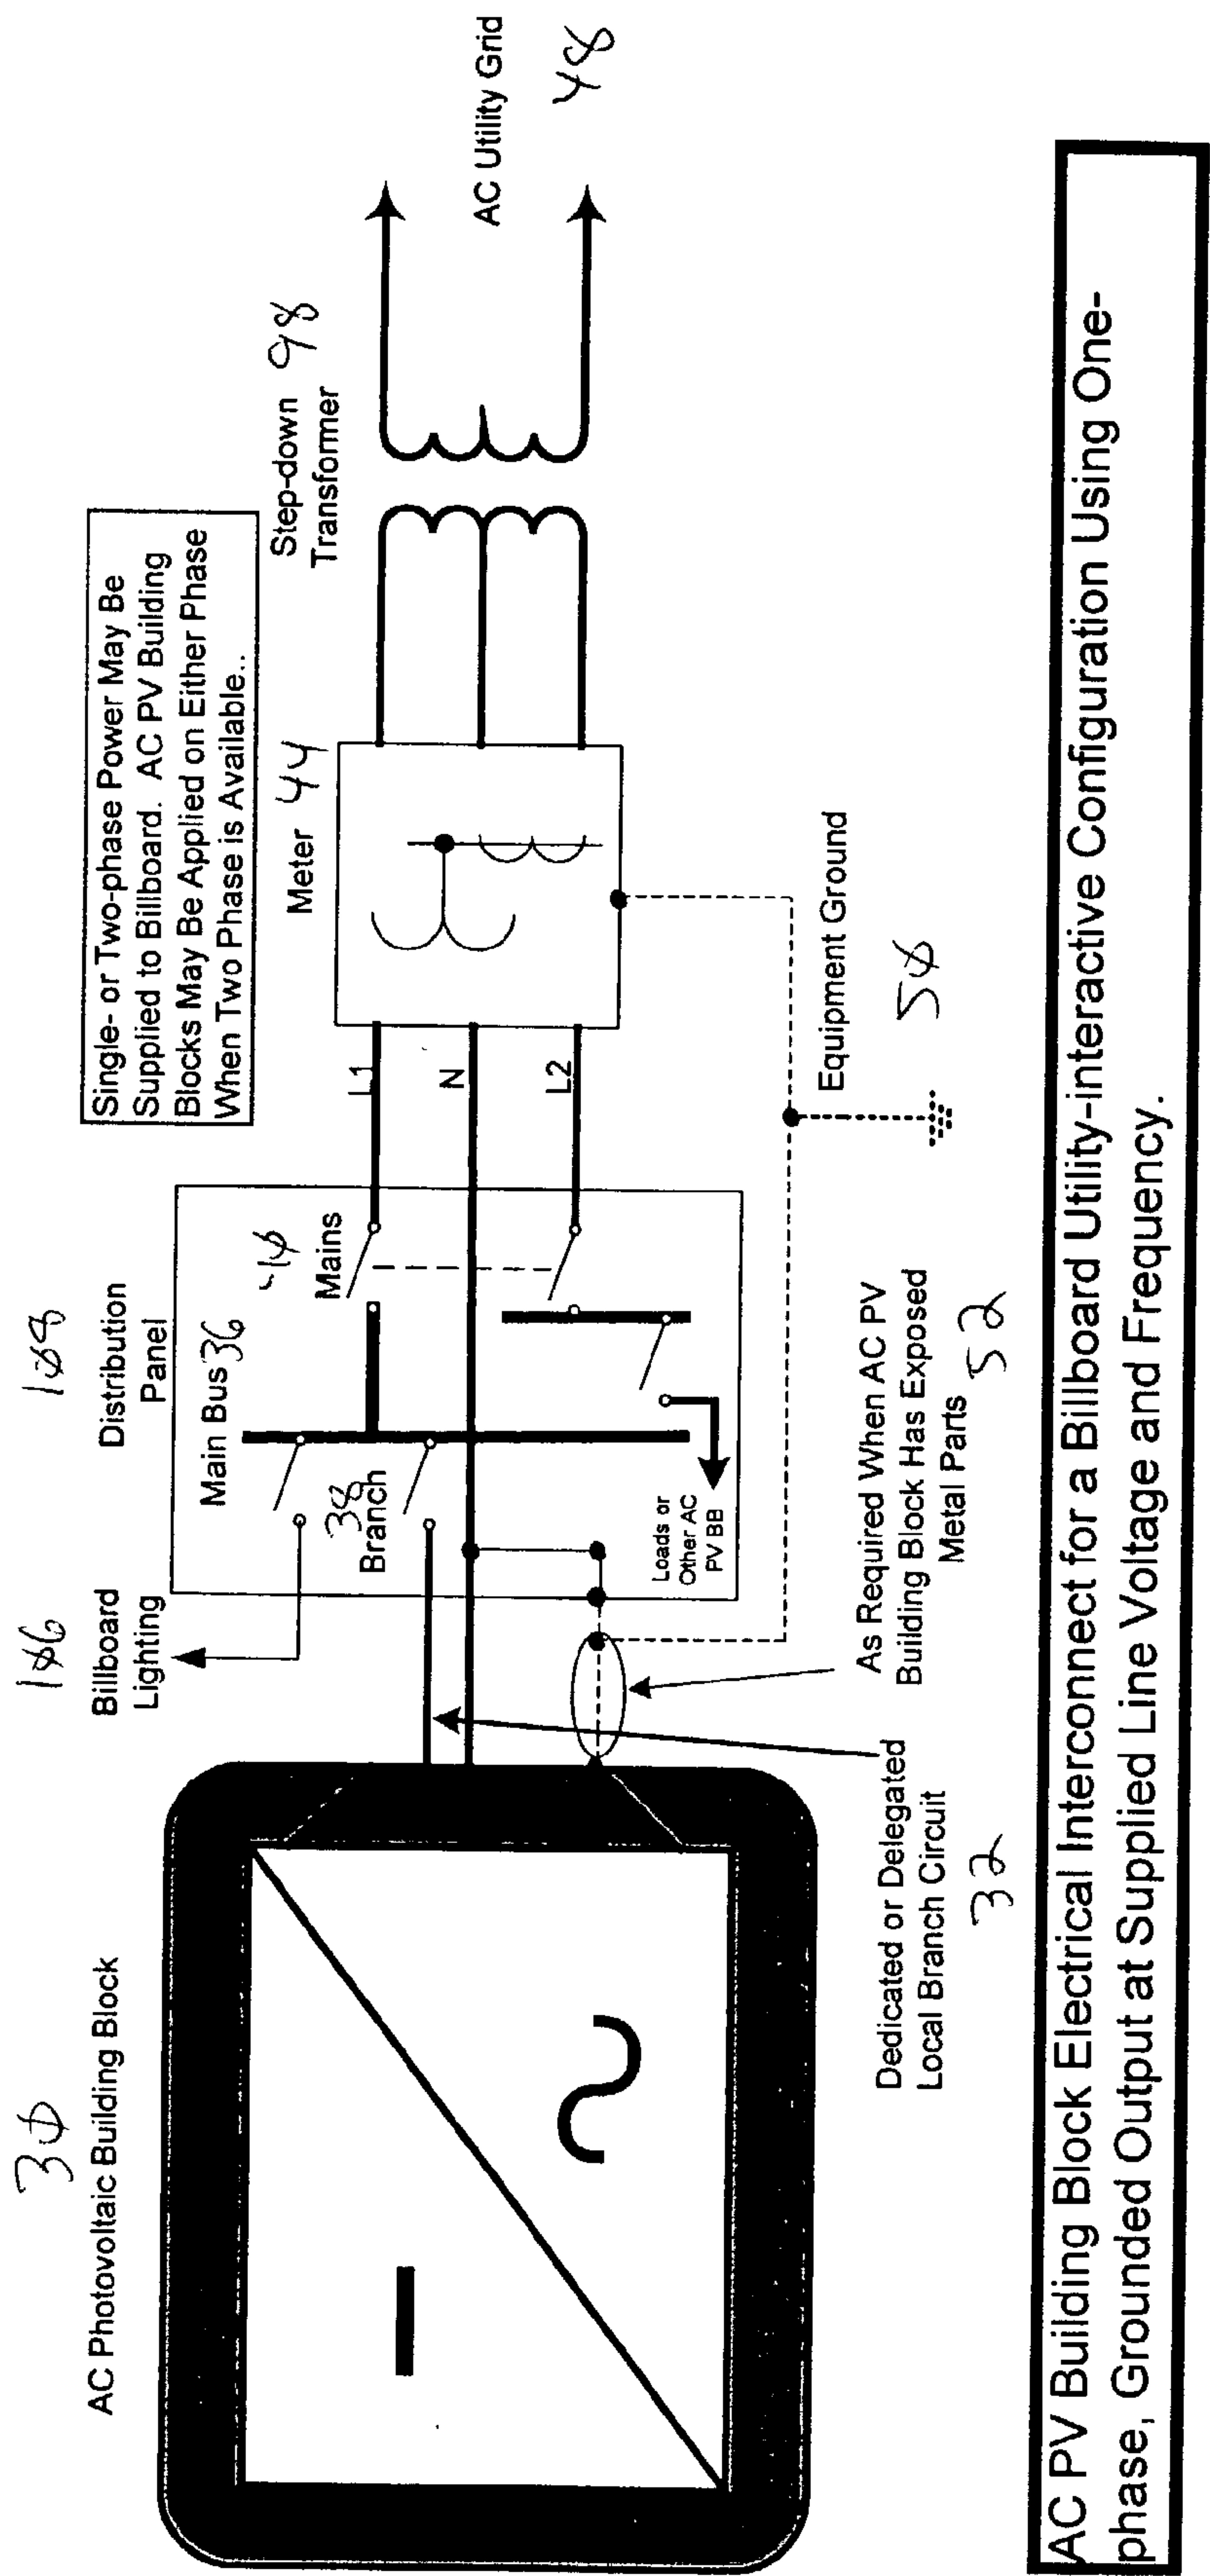 30
AC Photovoltaic Building Block
106
Billboard
Lighting
108
Distribution
Panel
Main Bus 36
38
Branch
40
Mains
Loads or
Other AC
PV BB
L1
N
L2
Single- or Two-phase Power May Be
Supplied to Billboard. AC PV Building
Blocks May Be Applied on Either Phase
When Two Phase is Available..
Meter 44
Step-down 98
Transformer
AC Utility Grid
48
Dedicated or Delegated
Local Branch Circuit
32
As Required When AC PV
Building Block Has Exposed
Metal Parts 52
Equipment Ground
50
AC PV Building Block Electrical Interconnect for a Billboard Utility-interactive Configuration Using One-
phase, Grounded Output at Supplied Line Voltage and Frequency.